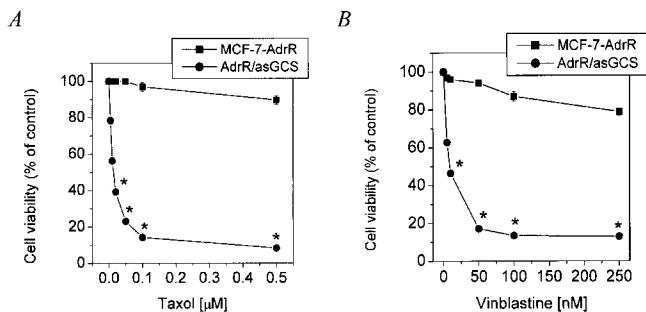 A
MCF-7-AdrR
AdrR/asGCS
Cell viability (% of control)
100
80
60
40
20
0
*
*
*
*
0.0 0.1 0.2 0.3 0.4 0.5
Taxol [µM]
B
MCF-7-AdrR
AdrR/asGCS
Cell viability (% of control)
100
80
60
40
20
0
*
*
*
*
0 50 100 150 200 250
Vinblastine [nM]